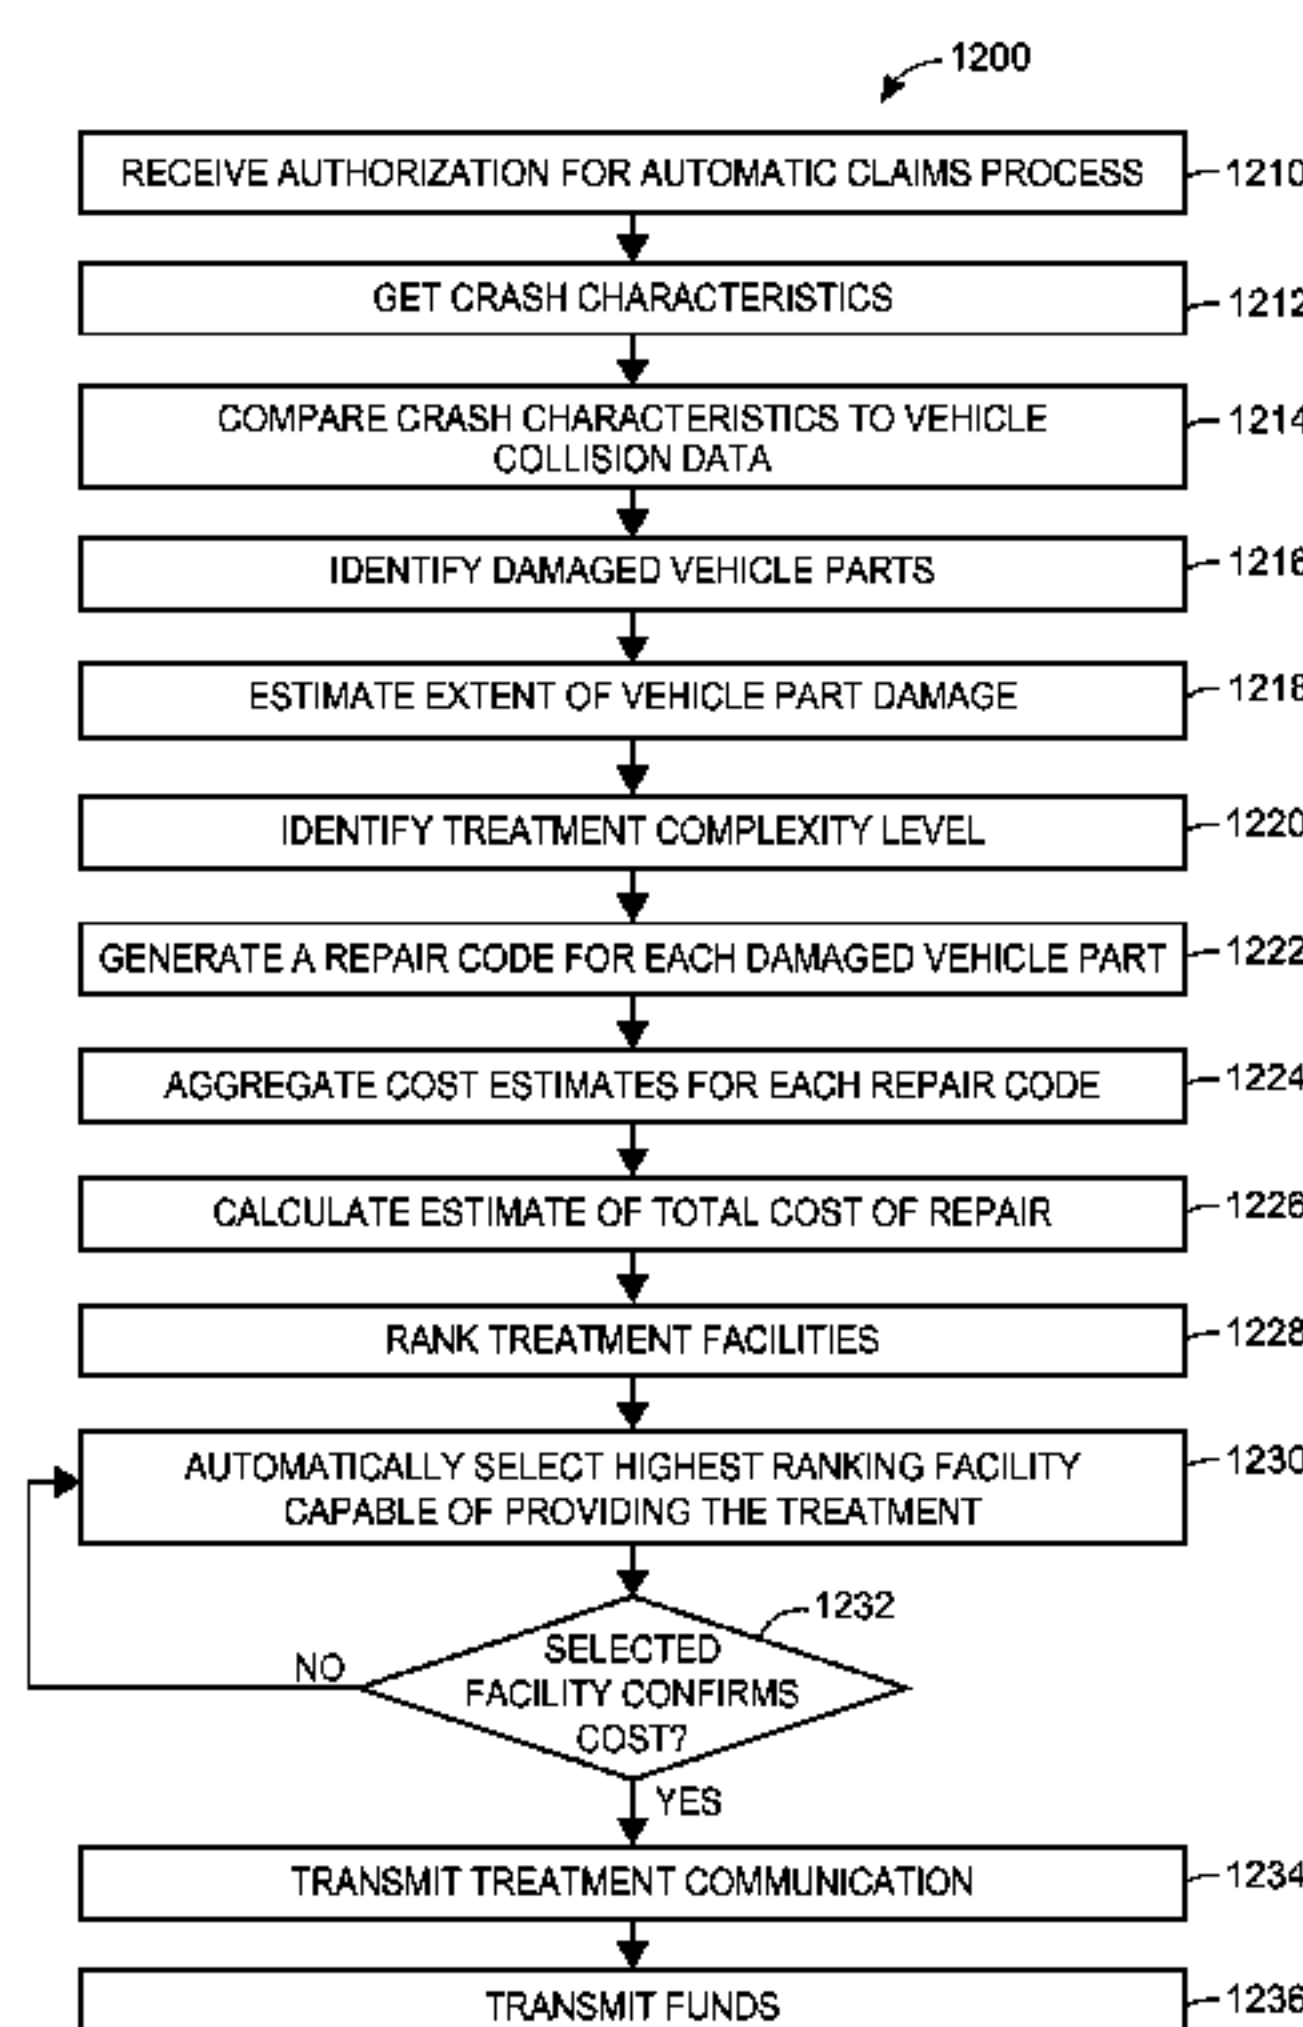 1200
RECEIVE AUTHORIZATION FOR AUTOMATIC CLAIMS PROCESS
1210
GET CRASH CHARACTERISTICS
1212
COMPARE CRASH CHARACTERISTICS TO VEHICLE
COLLISION DATA
1214
IDENTIFY DAMAGED VEHICLE PARTS
1216
ESTIMATE EXTENT OF VEHICLE PART DAMAGE
1218
IDENTIFY TREATMENT COMPLEXITY LEVEL
1220
GENERATE A REPAIR CODE FOR EACH DAMAGED VEHICLE PART
1222
AGGREGATE COST ESTIMATES FOR EACH REPAIR CODE
1224
CALCULATE ESTIMATE OF TOTAL COST OF REPAIR
1226
RANK TREATMENT FACILITIES
1228
AUTOMATICALLY SELECT HIGHEST RANKING FACILITY
CAPABLE OF PROVIDING THE TREATMENT
1230
1232
SELECTED
FACILITY CONFIRMS
COST?
NO
YES
TRANSMIT TREATMENT COMMUNICATION
1234
TRANSMIT FUNDS
1236